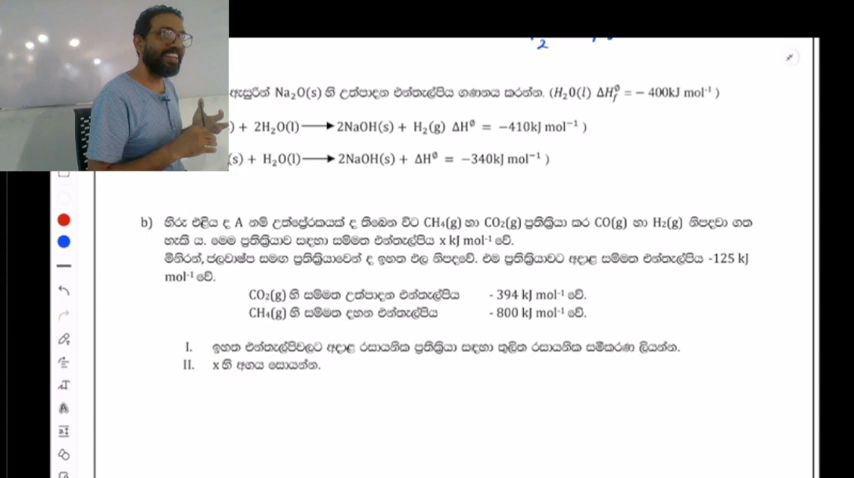 ඇසුරින් Na₂O(s) හි උත්පාදන එන්තැල්පිය ගණනය කරන්න. (H₂O(l) ΔH_f^ø = − 400kJ mol⁻¹ )
) + 2H₂O(l) ⟶ 2NaOH(s) + H₂(g) ΔH^ø = −410kJ mol⁻¹ )
(s) + H₂O(l) ⟶ 2NaOH(s) + ΔH^ø = −340kJ mol⁻¹ )
b) හිරු එළිය ද A නම් උත්ප්‍රේරකයක් ද තිබෙන විට CH₄(g) හා CO₂(g) ප්‍රතික්‍රියා කර CO(g) හා H₂(g) නිපදවා ගත
හැකි ය. මෙම ප්‍රතික්‍රියාව සඳහා සම්මත එන්තැල්පිය x kJ mol⁻¹ වේ.
මිනිරන්, ජලවාෂ්ප සමඟ ප්‍රතික්‍රියාවෙන් ද ඉහත ඵල නිපදවේ. එම ප්‍රතික්‍රියාවට අදාළ සම්මත එන්තැල්පිය -125 kJ
mol⁻¹ වේ.
CO₂(g) හි සම්මත උත්පාදන එන්තැල්පිය - 394 kJ mol⁻¹ වේ.
CH₄(g) හි සම්මත දහන එන්තැල්පිය - 800 kJ mol⁻¹ වේ.
I. ඉහත එන්තැල්පිවලට අදාළ රසායනික ප්‍රතික්‍රියා සඳහා තුලිත රසායනික සමීකරණ ලියන්න.
II. x හි අගය සොයන්න.